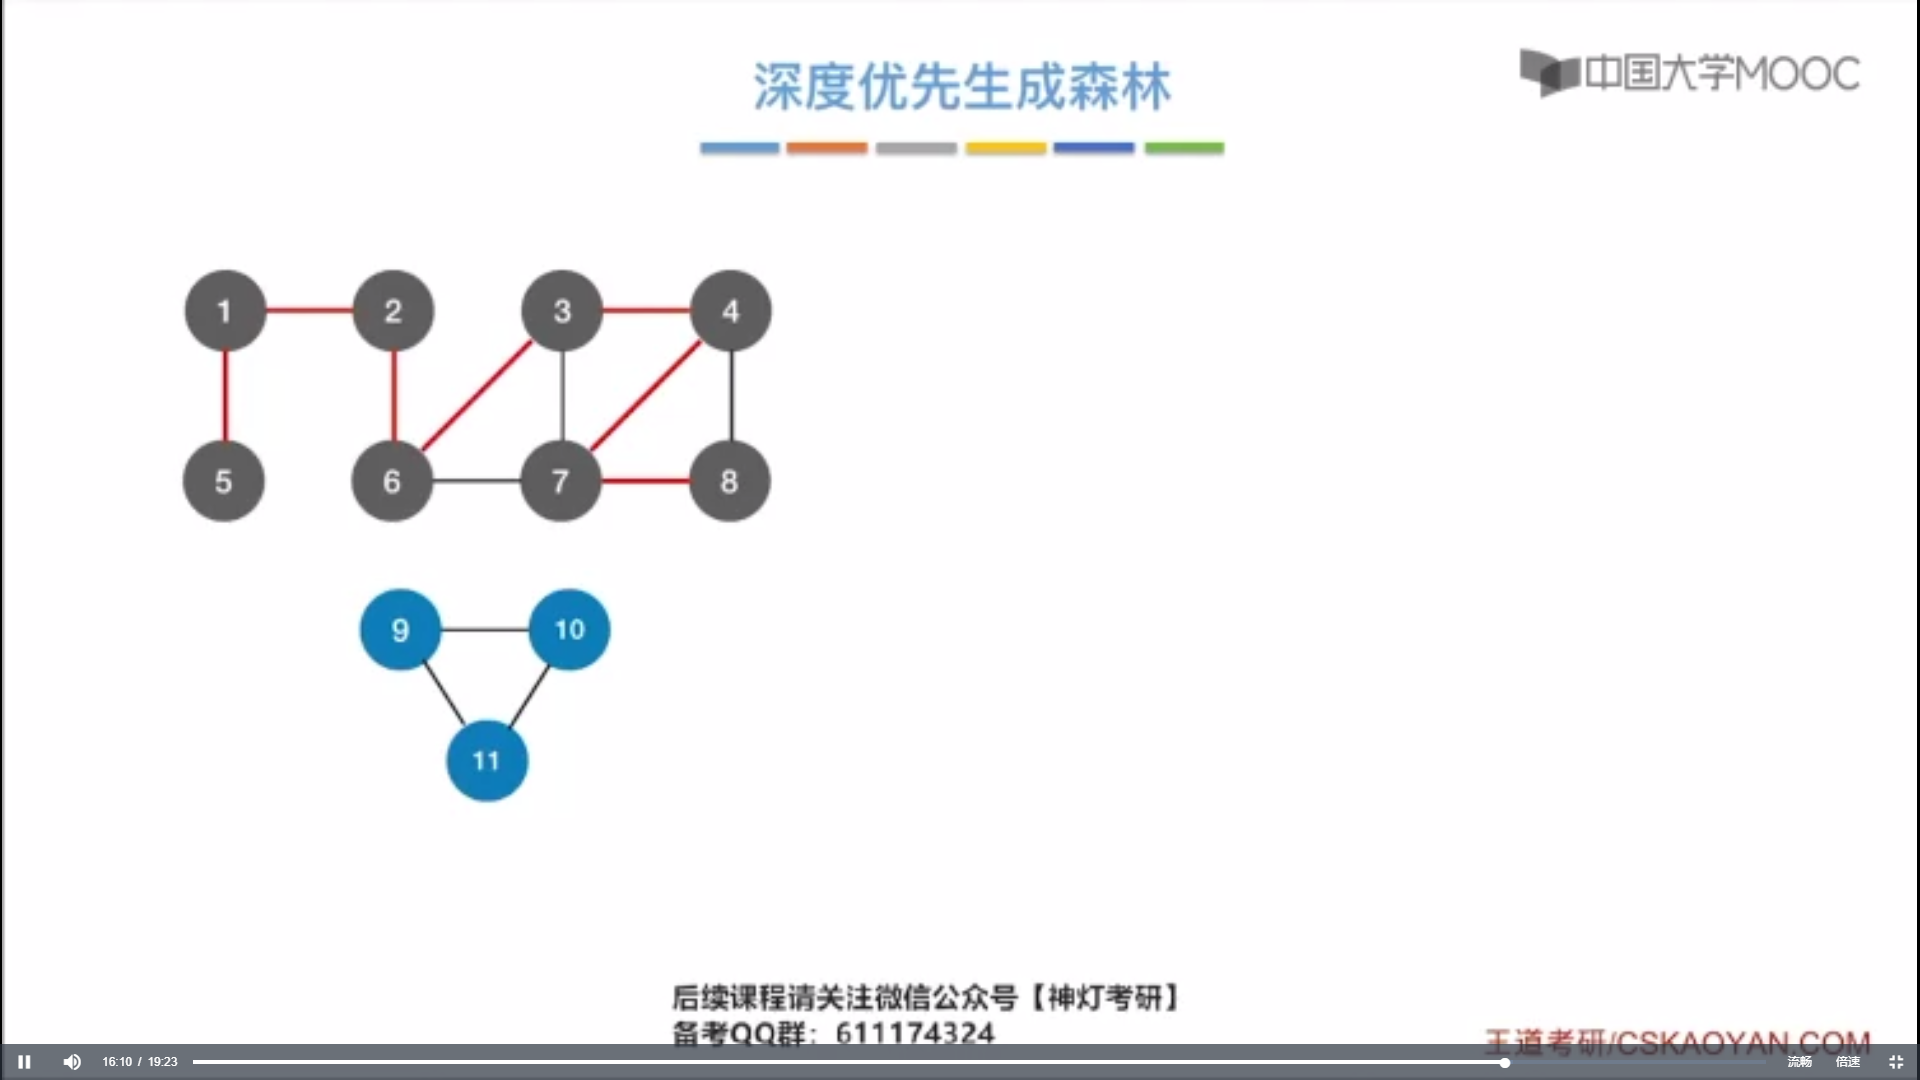 深度优先生成森林
中国大学MOOC
1
2
3
4
5
6
7
8
9
10
11
后续课程请关注微信公众号【神灯考研】
备考QQ群：611174324
王道考研/CSKAOYAN.COM
16:10 / 19:23
流畅
倍速